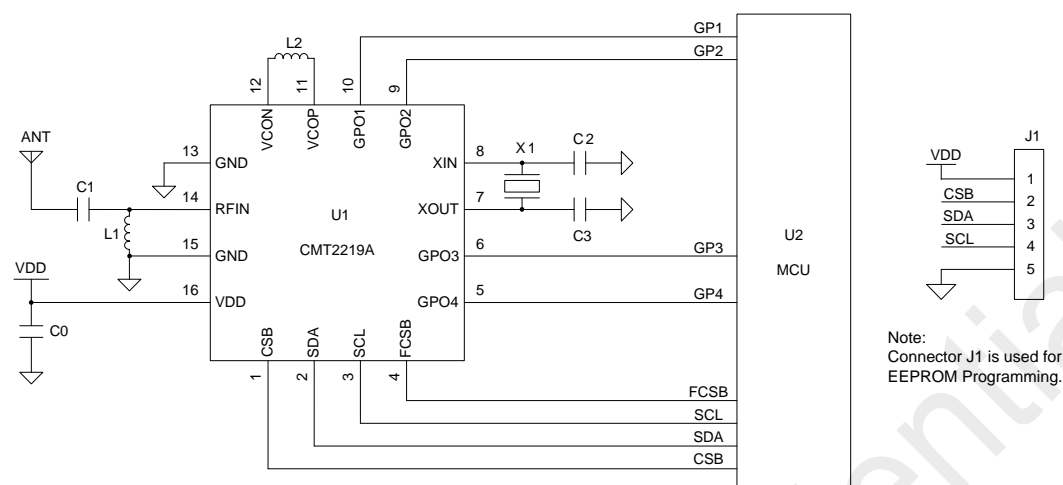 GP1
GP2
L2
12
11
10
9
VCON
VCOP
GPO1
GPO2
ANT
C1
L1
13
GND
14
RFIN
15
GND
16
VDD
VDD
C0
U1
CMT2219A
XIN
8
XOUT
7
X1
C2
C3
GPO3
6
GP3
GPO4
5
GP4
CSB
SDA
SCL
FCSB
1
2
3
4
FCSB
SCL
SDA
CSB
U2
MCU
J1
VDD
1
CSB
2
SDA
3
SCL
4
5
Note:
Connector J1 is used for
EEPROM Programming.